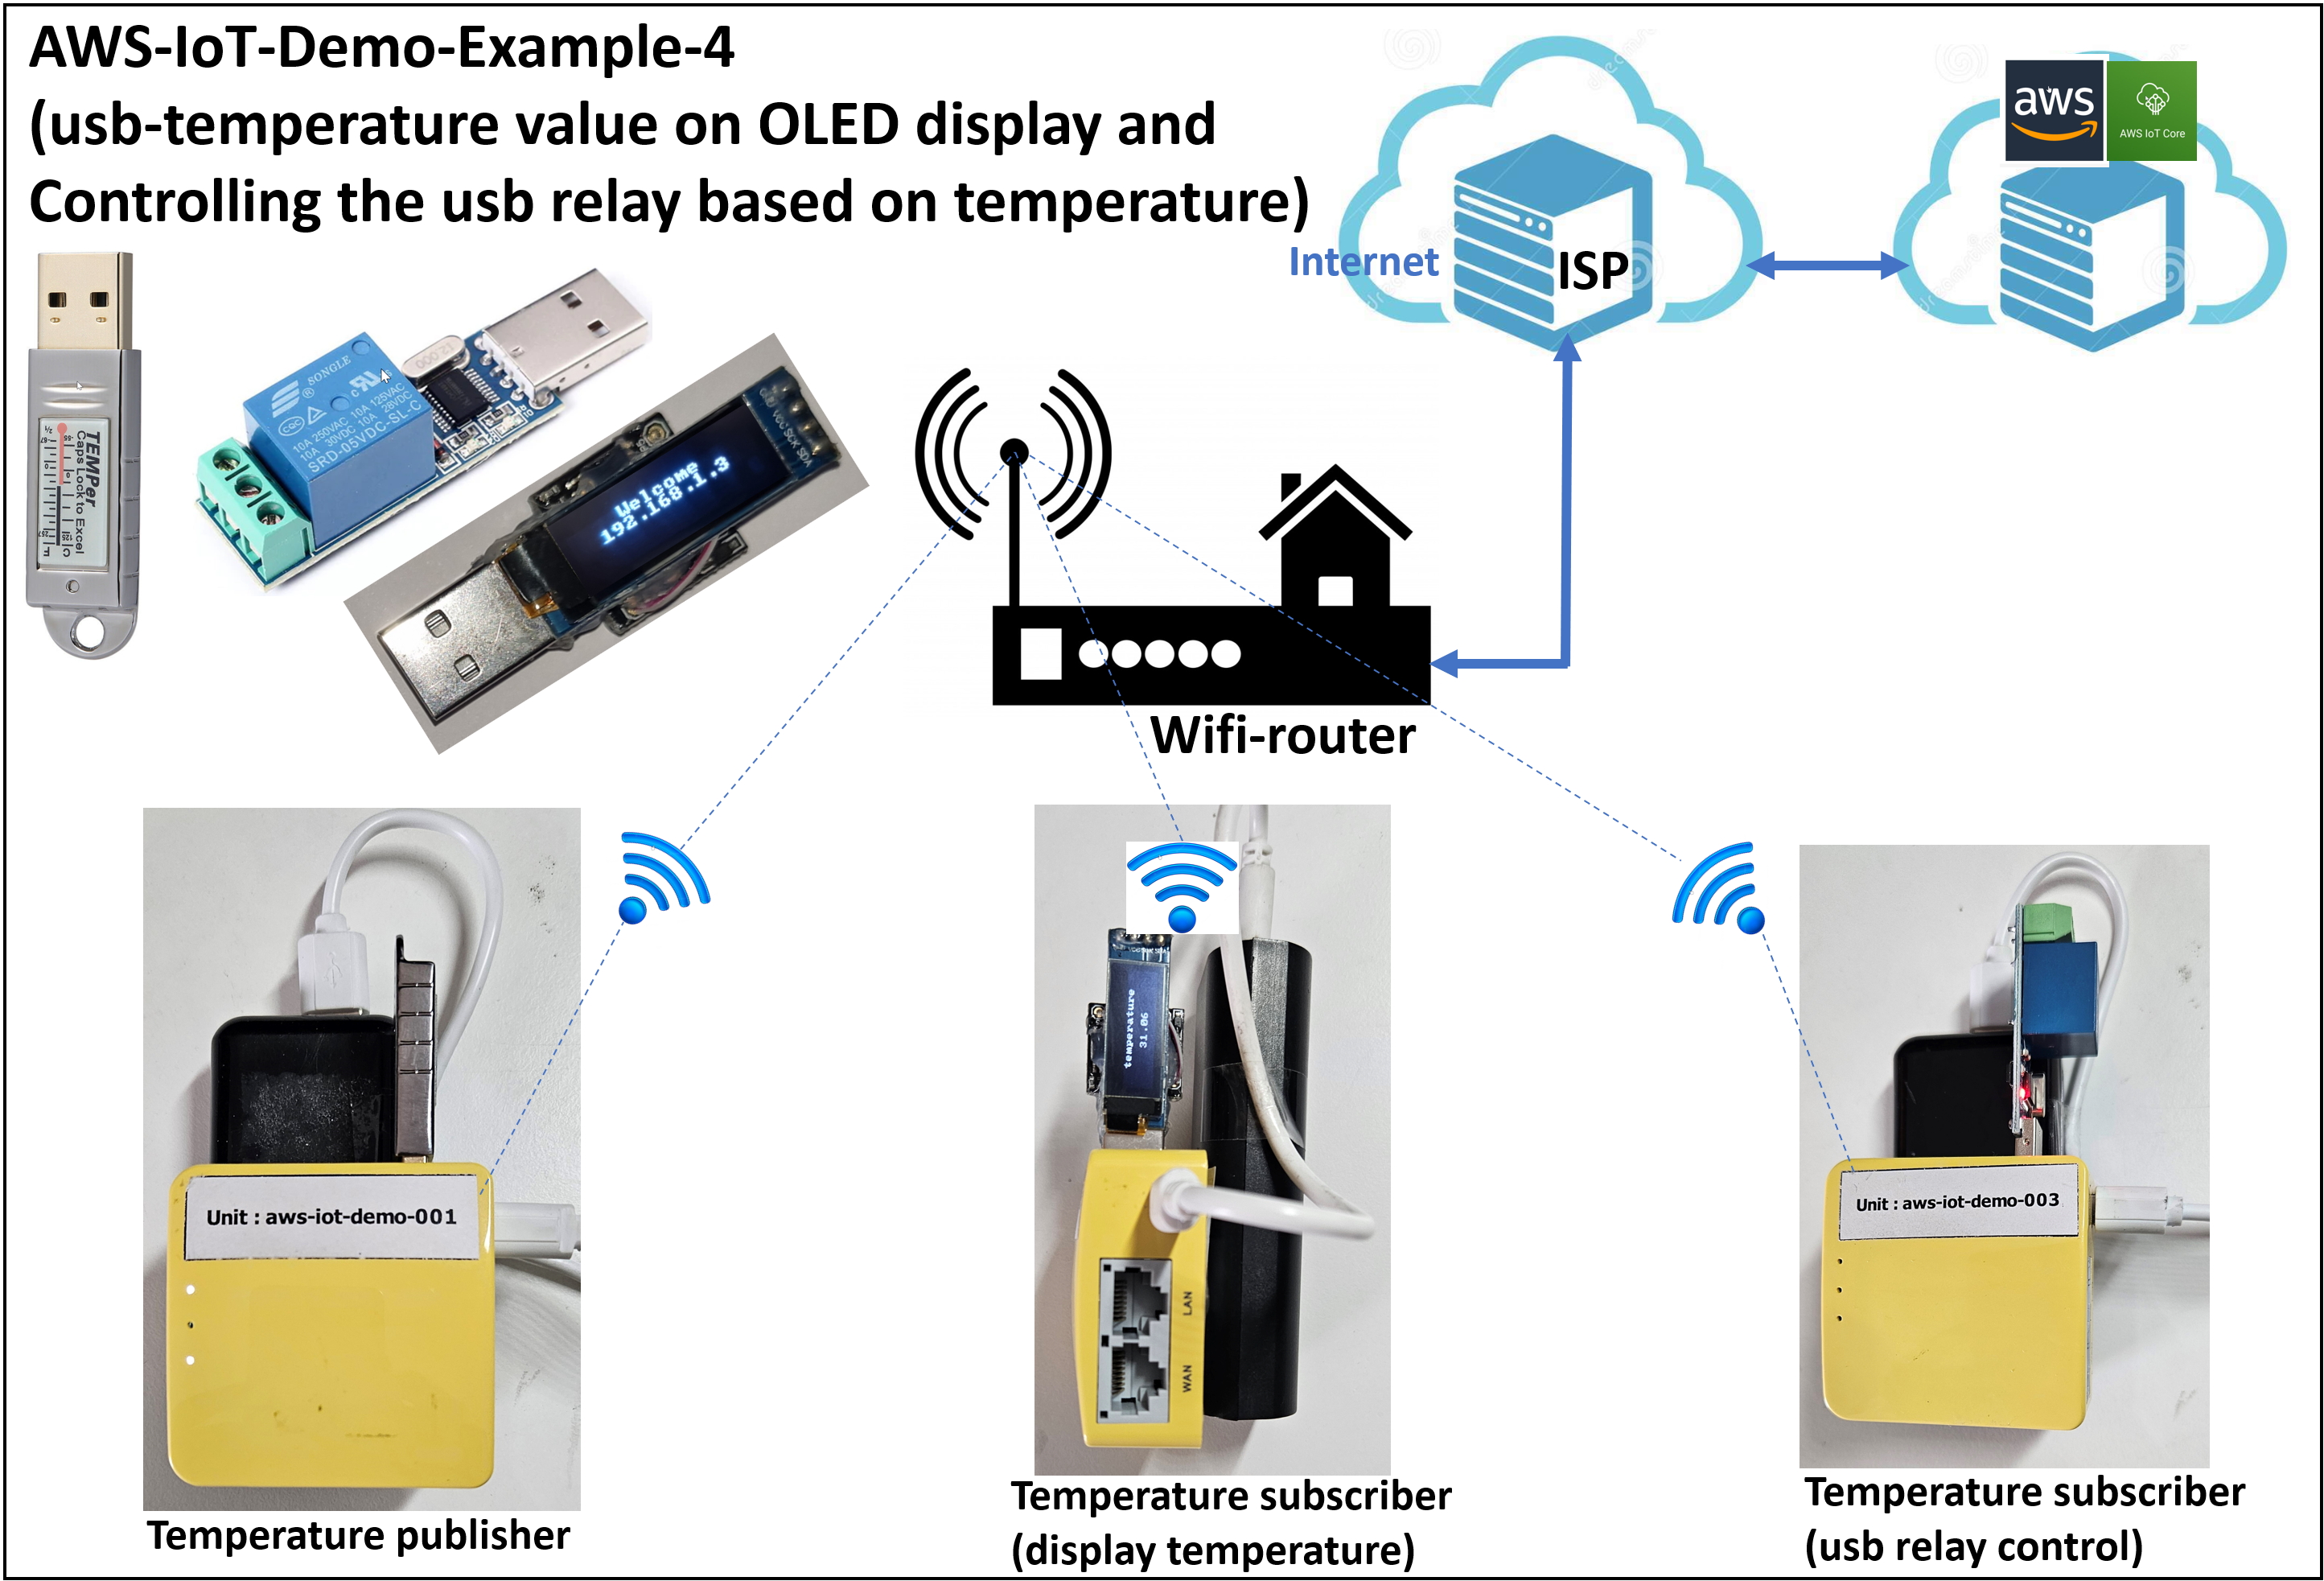 AWS-IoT-Demo-Example-4
(usb-temperature value on OLED display and
Controlling the usb relay based on temperature)
aws
AWS IoT Core
Internet
ISP
TEMPer
Caps Lock to Excel
SONGLE
10A 250VAC 10A 125VAC
10A 30VDC 10A 28VDC
SRD-05VDC-SL-C
12.000
GND VCC SCK SDA
Welcome
192.168.1.3
Wifi-router
Unit : aws-iot-demo-001
temperature
31.06
LAN
WAN
Unit : aws-iot-demo-003
Temperature publisher
Temperature subscriber
(display temperature)
Temperature subscriber
(usb relay control)